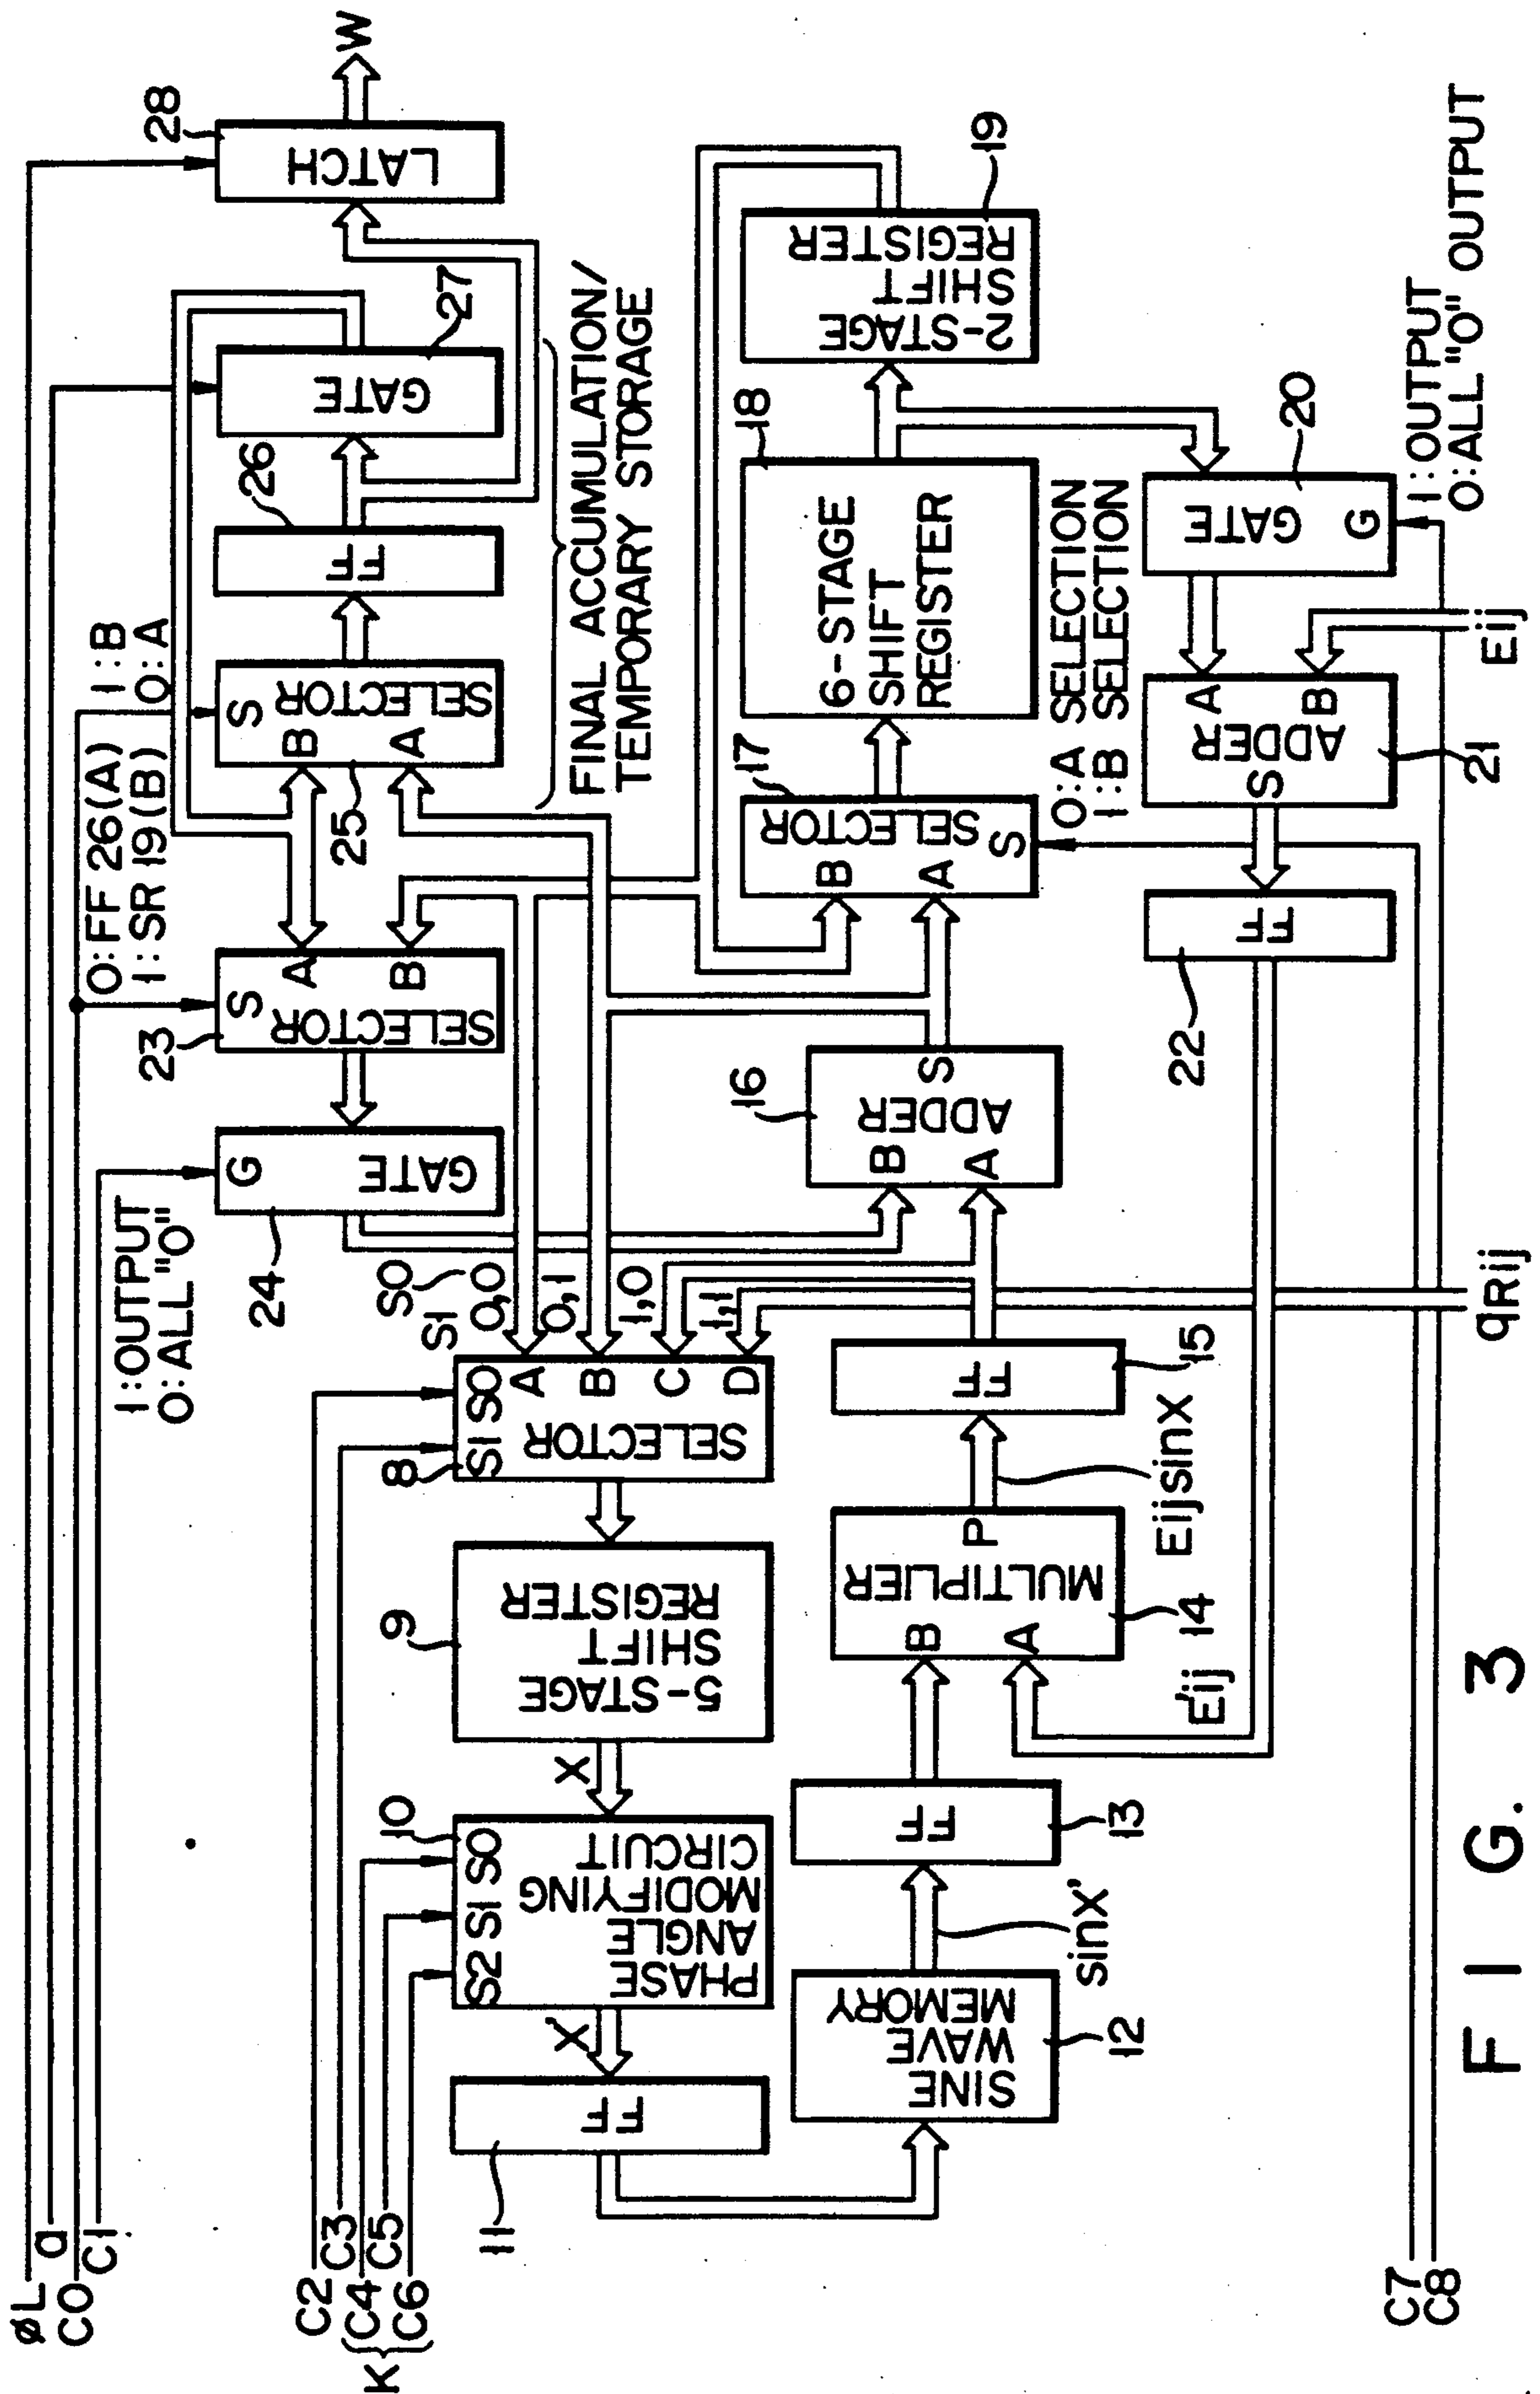 øL
a
C0
C1
C2
C3
C4
C5
C6
K
C7
C8
1:OUTPUT
0:ALL "0"
24
G
GATE
23
S
A
B
SELECTOR
0:FF 26(A)
1:SR 19(B)
1:B
0:A
S
B
A
SELECTOR
25
26
FF
27
GATE
28
LATCH
W
FINAL ACCUMULATION/
TEMPORARY STORAGE
S1 S0
0,0
0,1
1,0
1,1
8
S1 S0
A
B
C
D
SELECTOR
9
5-STAGE
SHIFT
REGISTER
X
10
S2 S1 S0
PHASE
ANGLE
MODIFYING
CIRCUIT
X'
11
FF
SINE
WAVE
MEMORY
12
sinx'
13
FF
B
A
P
MULTIPLIER
14
E'ij
Eijsinx
15
FF
16
B
A
S
ADDER
17
B
A
S
SELECTOR
0:A SELECTION
1:B SELECTION
18
6-STAGE
SHIFT
REGISTER
2-STAGE
SHIFT
REGISTER
19
20
GATE
G
1:OUTPUT
0:ALL "0" OUTPUT
A
B
S
ADDER
21
Eij
22
FF
qRij
FIG. 3